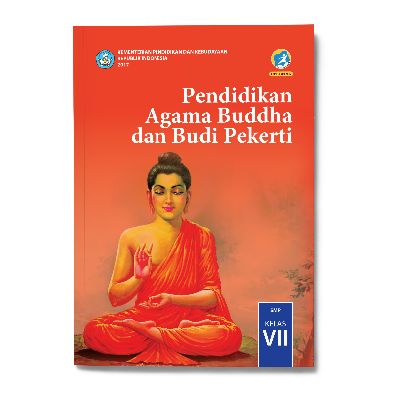 KEMENTERIAN PENDIDIKAN DAN KEBUDAYAAN
REPUBLIK INDONESIA
2017
Pendidikan
Agama Buddha
dan Budi Pekerti
SMP
KELAS
VII